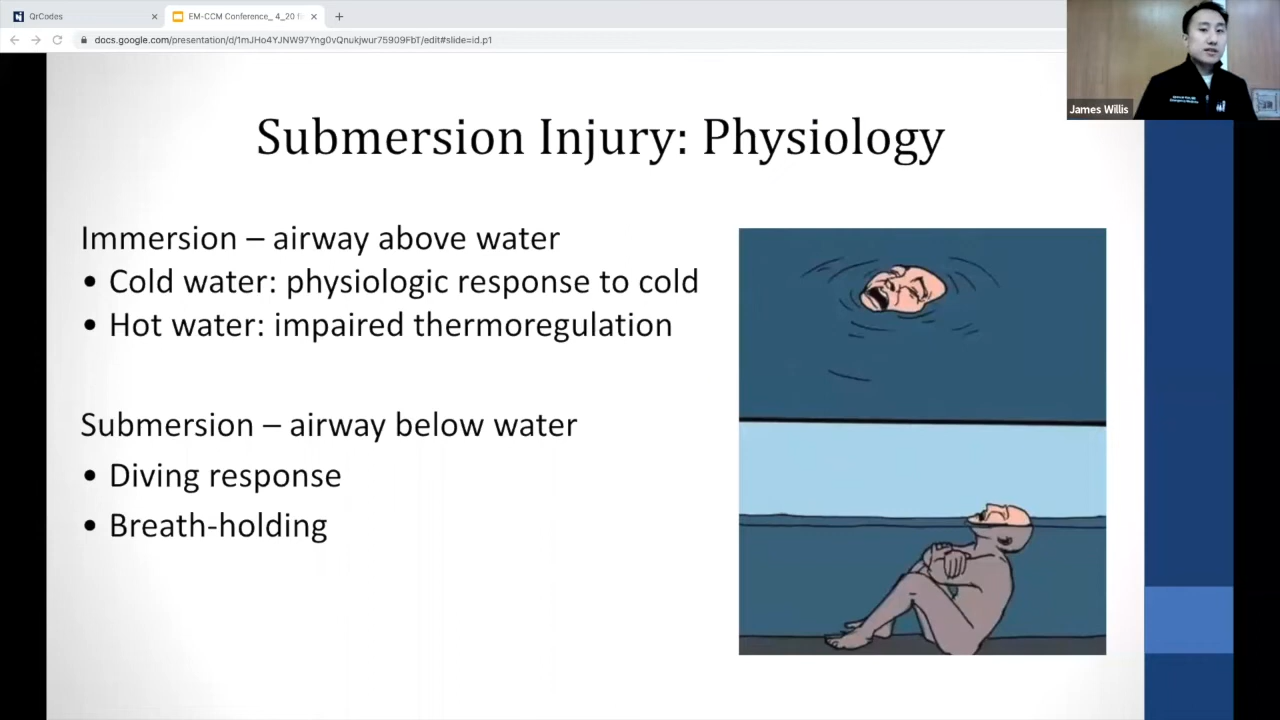 QrCodes
EM-CCM Conference_ 4_20 1
docs.google.com/presentation/d/1mJHo4YJNW97Yng0vQnukjwur75909FbT/edit#slide=id.p1
James Willis
Submersion Injury: Physiology
Immersion – airway above water
• Cold water: physiologic response to cold
• Hot water: impaired thermoregulation
Submersion – airway below water
• Diving response
• Breath-holding